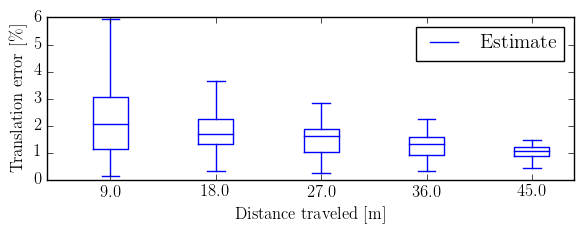 6
5
4
3
2
1
0
Translation error [%]
Estimate
9.0 18.0 27.0 36.0 45.0
Distance traveled [m]